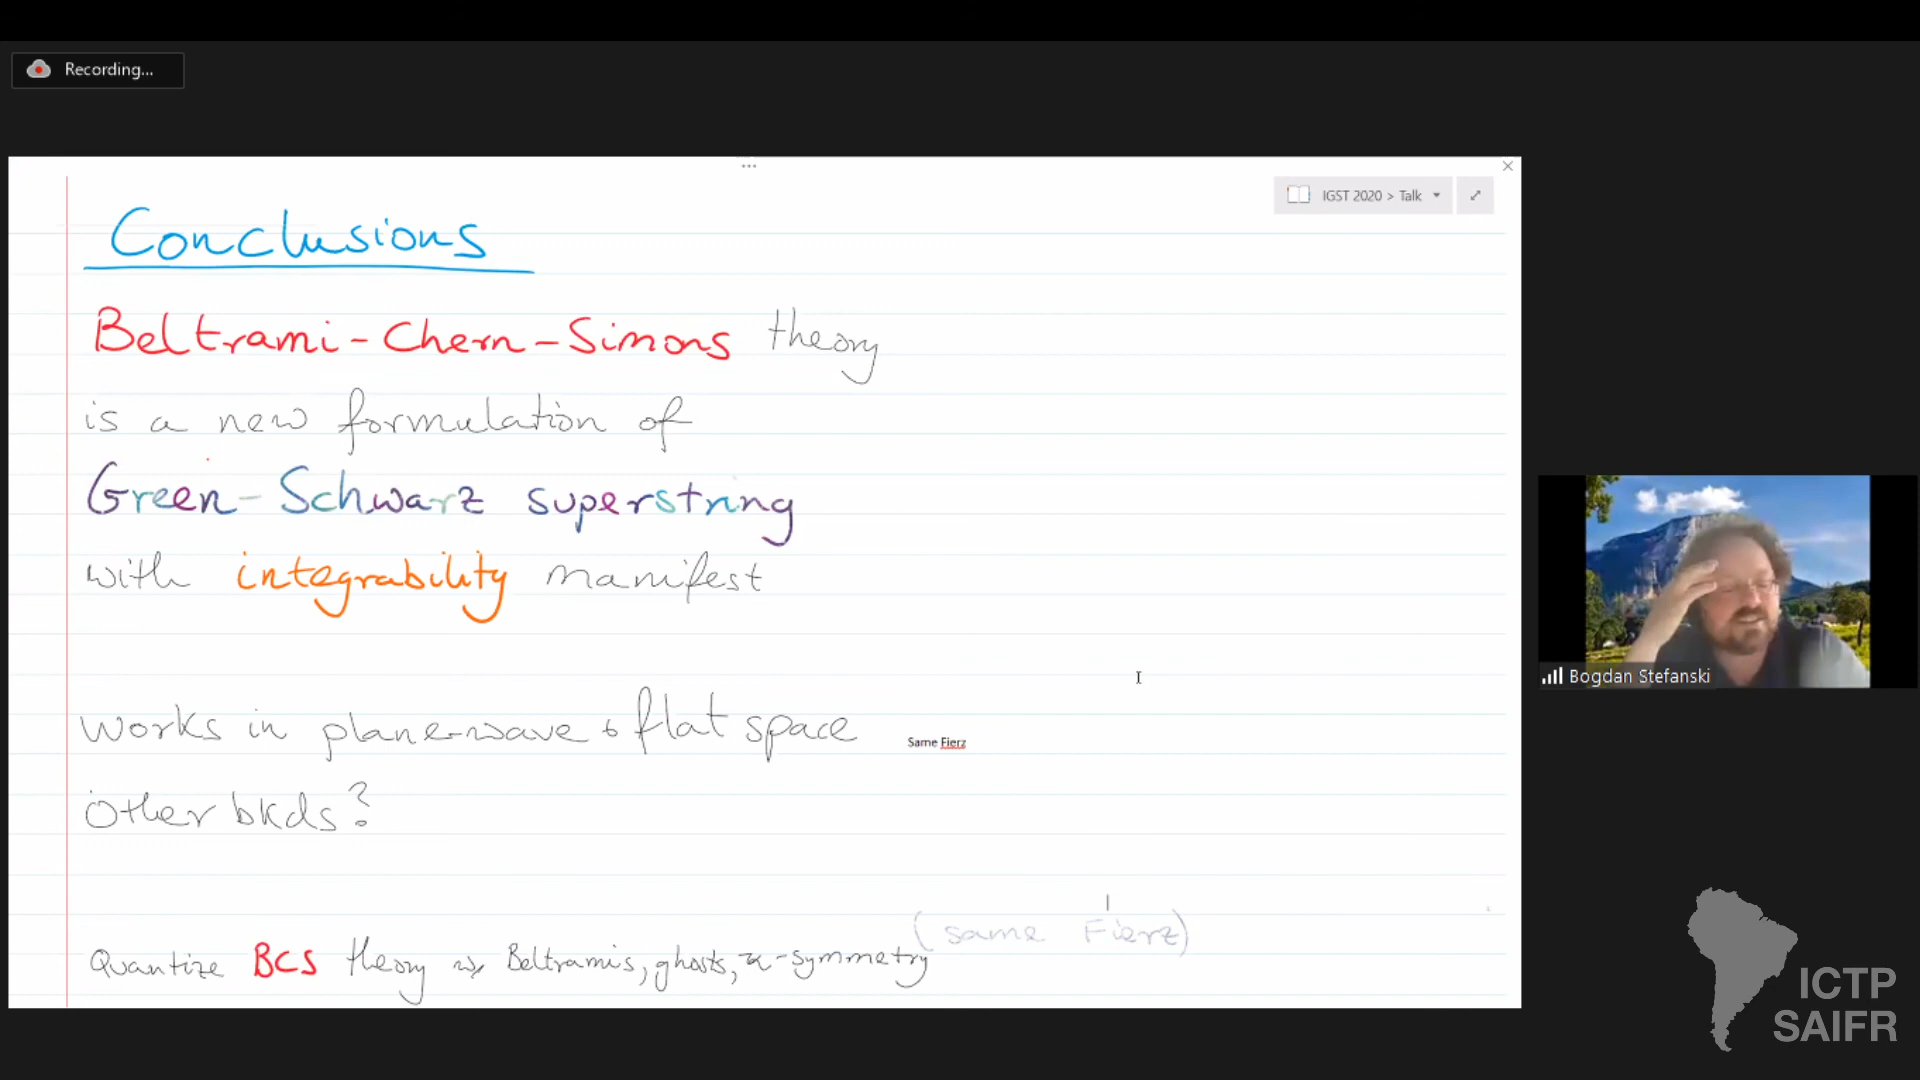 Recording...
IGST 2020 > Talk
Conclusions
Beltrami-Chern-Simons theory
is a new formulation of
Green-Schwarz superstring
with integrability manifest
works in plane-wave + flat space
Same Fierz
Other bkds?
(same Fierz)
Quantize BCS theory Beltramis, ghosts, κ-symmetry
Bogdan Stefanski
ICTP
SAIFR